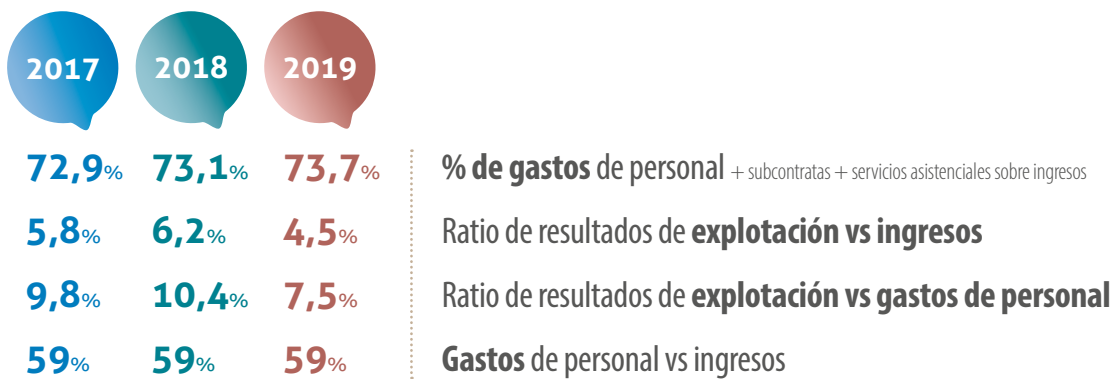 2017 2018 2019
72,9% 73,1% 73,7% % de gastos de personal + subcontratas + servicios asistenciales sobre ingresos
5,8% 6,2% 4,5% Ratio de resultados de explotación vs ingresos
9,8% 10,4% 7,5% Ratio de resultados de explotación vs gastos de personal
59% 59% 59% Gastos de personal vs ingresos